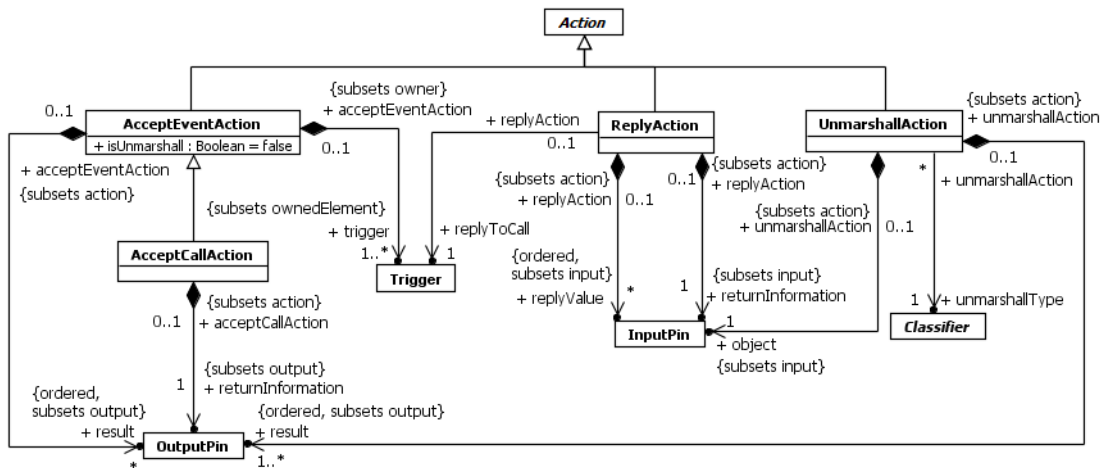 Action
{subsets owner}
+ acceptEventAction
0..1
AcceptEventAction
+ isUnmarshall : Boolean = false
0..1
+ acceptEventAction
{subsets action}
+ replyAction
0..1
ReplyAction
UnmarshallAction
{subsets action}
+ unmarshallAction
0..1
{subsets action}
+ replyAction
0..1
{subsets action}
0..1
+ replyAction
*
+ unmarshallAction
{subsets action}
+ unmarshallAction
0..1
{subsets ownedElement}
+ trigger
1..*
+ replyToCall
1
AcceptCallAction
Trigger
{ordered,
subsets input}
+ replyValue
*
{subsets input}
1
+ returnInformation
{subsets action}
0..1
+ acceptCallAction
1
+ unmarshallType
InputPin
1
+ object
{subsets input}
Classifier
{subsets output}
1
+ returnInformation
{ordered,
subsets output}
+ result
*
OutputPin
{ordered, subsets output}
+ result
1..*